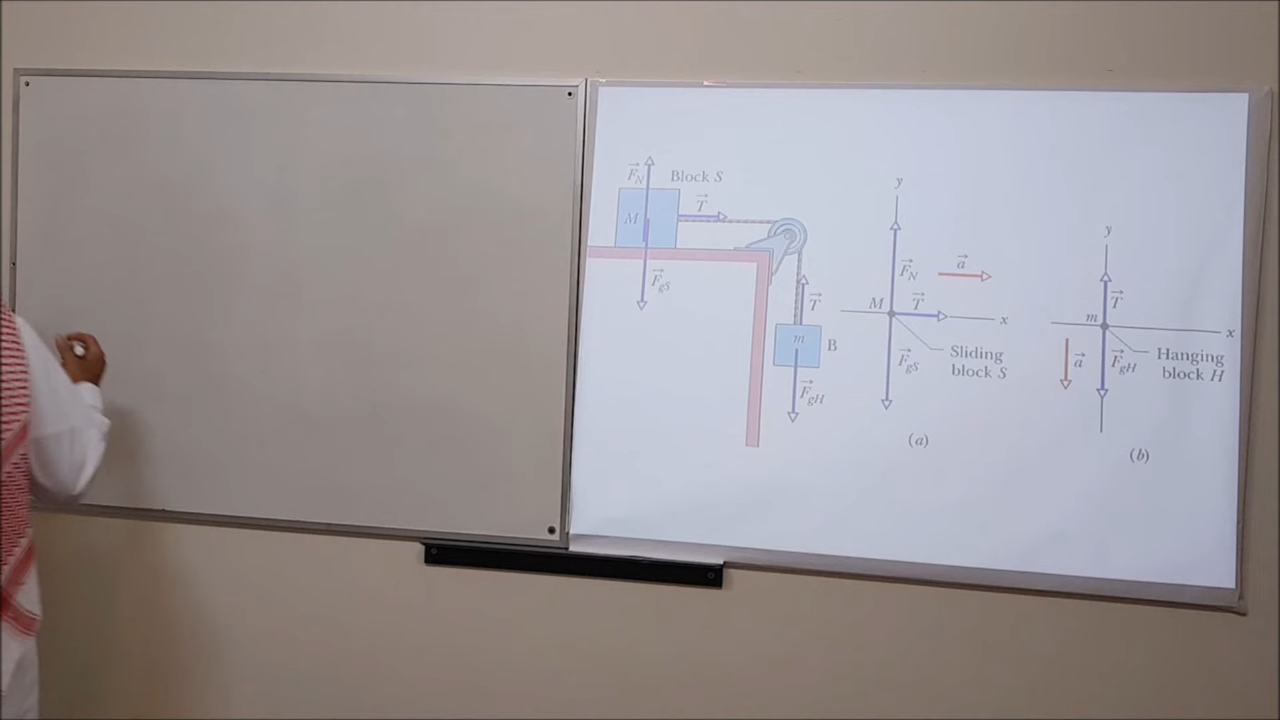 F_N
Block S
M
T
F_gS
T
m
B
F_gH
y
F_N
a
M
T
x
F_gS
Sliding
block S
(a)
y
T
m
x
a
F_gH
Hanging
block H
(b)